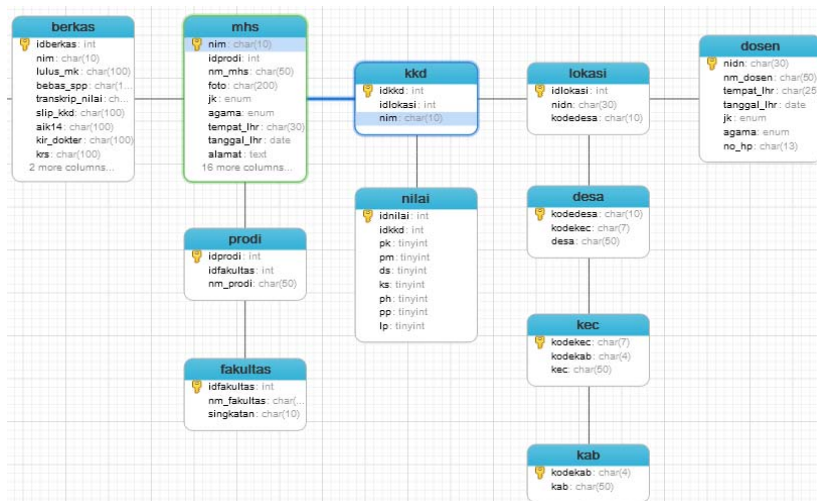 berkas
idberkas: int
nim: char(10)
lulus_mk: char(100)
bebas_spp: char(1...
transkrip_nilai: ch...
slip_kkd: char(100)
aik14: char(100)
kir_dokter: char(100)
krs: char(100)
2 more columns...
mhs
nim: char(10)
idprodi: int
nm_mhs: char(50)
foto: char(200)
jk: enum
agama: enum
tempat_lhr: char(30)
tanggal_lhr: date
alamat: text
16 more columns...
kkd
idkkd: int
idlokasi: int
nim: char(10)
lokasi
idlokasi: int
nidn: char(30)
kodedesa: char(10)
dosen
nidn: char(30)
nm_dosen: char(50)
tempat_lhr: char(25
tanggal_lhr: date
jk: enum
agama: enum
no_hp: char(13)
prodi
idprodi: int
idfakultas: int
nm_prodi: char(50)
nilai
idnilai: int
idkkd: int
pk: tinyint
pm: tinyint
ds: tinyint
ks: tinyint
ph: tinyint
pp: tinyint
lp: tinyint
desa
kodedesa: char(10)
kodekec: char(7)
desa: char(50)
fakultas
idfakultas: int
nm_fakultas: char(...
singkatan: char(10)
kec
kodekec: char(7)
kodekab: char(4)
kec: char(50)
kab
kodekab: char(4)
kab: char(50)